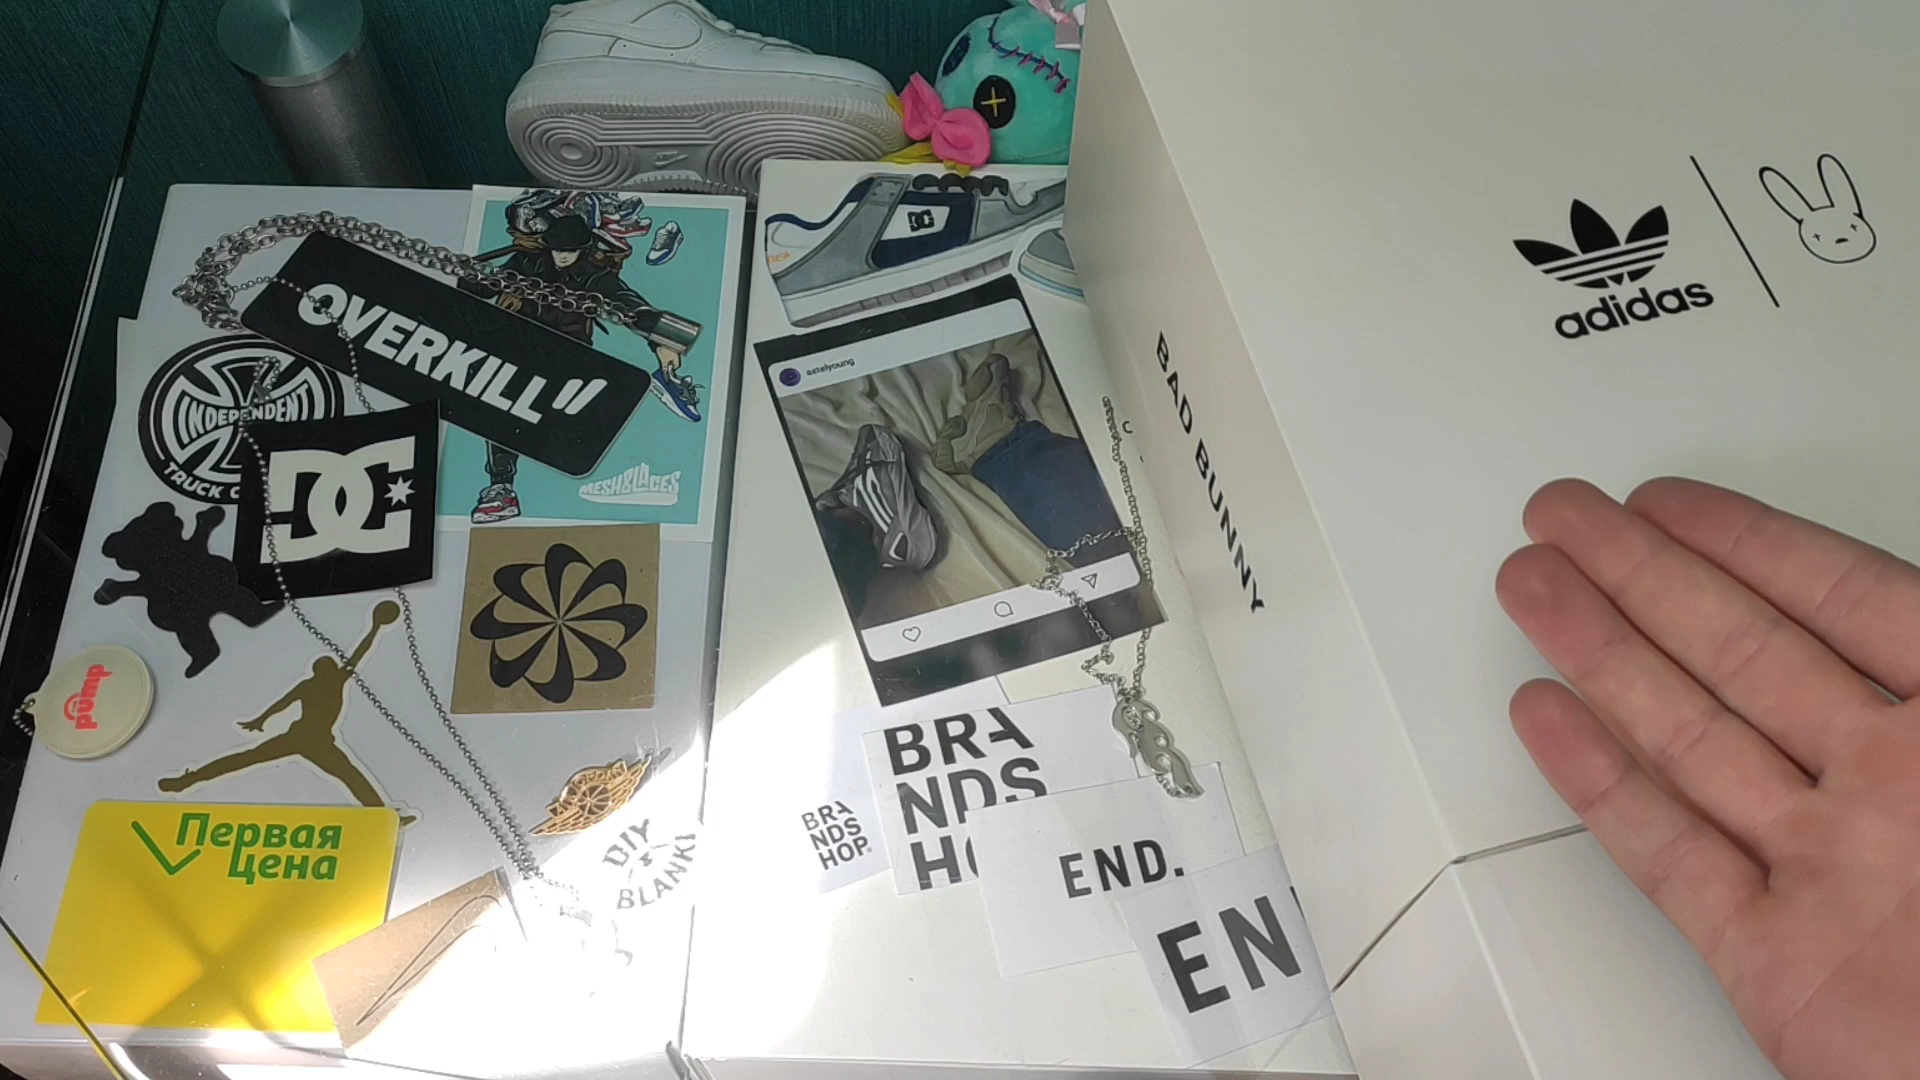 OVERKILL"
INDEPENDENT
TRUCK C
DC
MESH&LACES
pump
Первая
цена
DIY
BLANKI
DC
astelyoung
BRA
NDS
HOP
BRA
NDS
H
END.
EN
BAD BUNNY
adidas